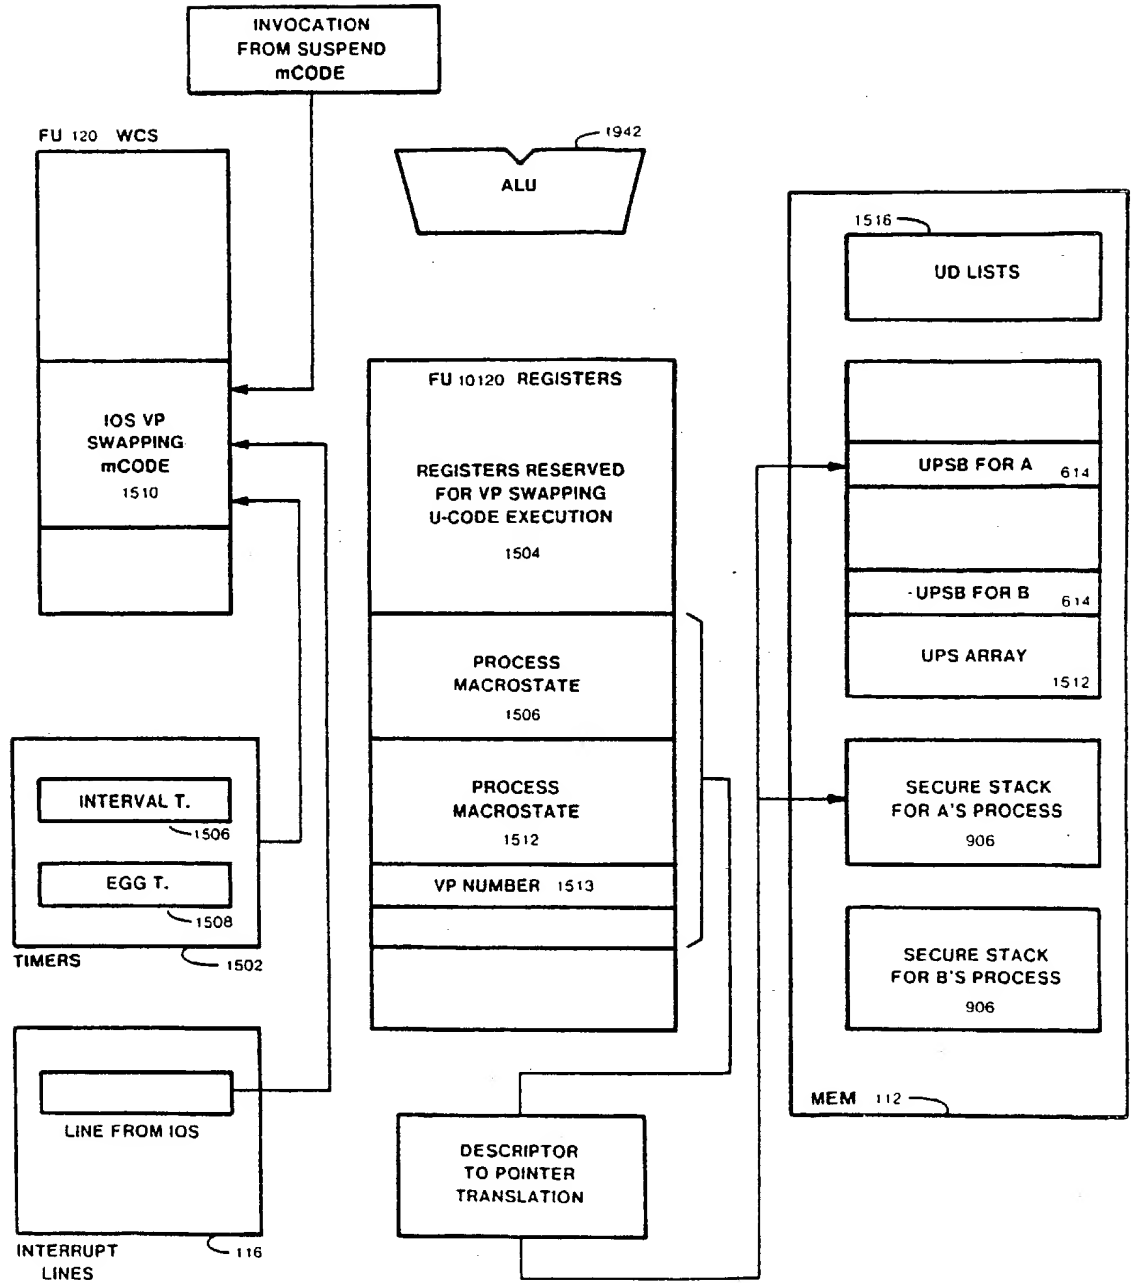 INVOCATION
FROM SUSPEND
mCODE
FU 120 WCS
IOS VP
SWAPPING
mCODE
1510
1942
ALU
FU 10120 REGISTERS
REGISTERS RESERVED
FOR VP SWAPPING
U-CODE EXECUTION
1504
PROCESS
MACROSTATE
1506
PROCESS
MACROSTATE
1512
VP NUMBER 1513
INTERVAL T.
1506
EGG T.
1508
TIMERS
1502
LINE FROM IOS
INTERRUPT
LINES
116
DESCRIPTOR
TO POINTER
TRANSLATION
1516
UD LISTS
UPSB FOR A
614
UPSB FOR B
614
UPS ARRAY
1512
SECURE STACK
FOR A'S PROCESS
906
SECURE STACK
FOR B'S PROCESS
906
MEM 112